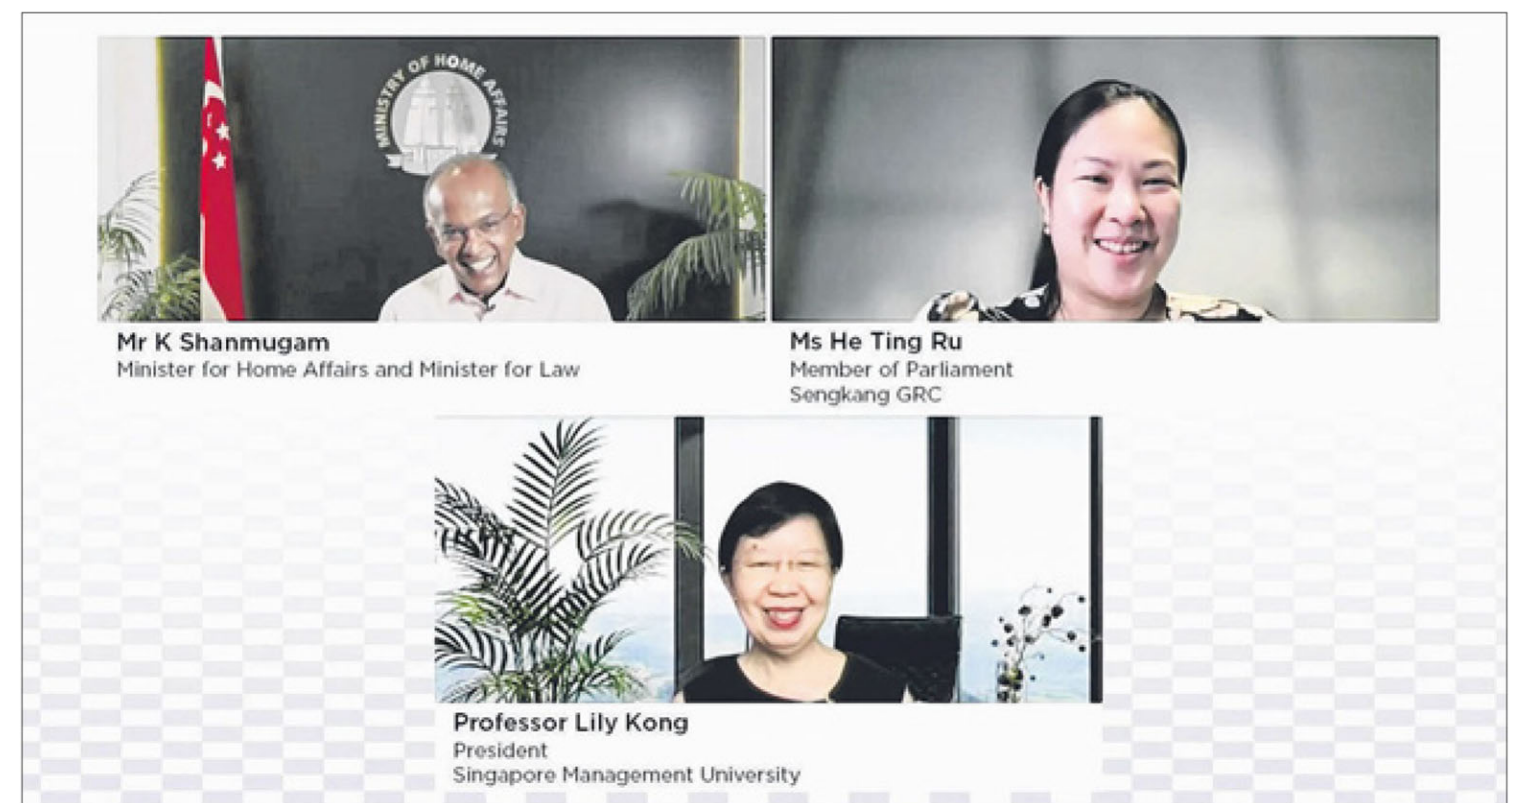 MINISTRY OF HOME AFFAIRS
Mr K Shanmugam
Minister for Home Affairs and Minister for Law
Ms He Ting Ru
Member of Parliament
Sengkang GRC
Professor Lily Kong
President
Singapore Management University